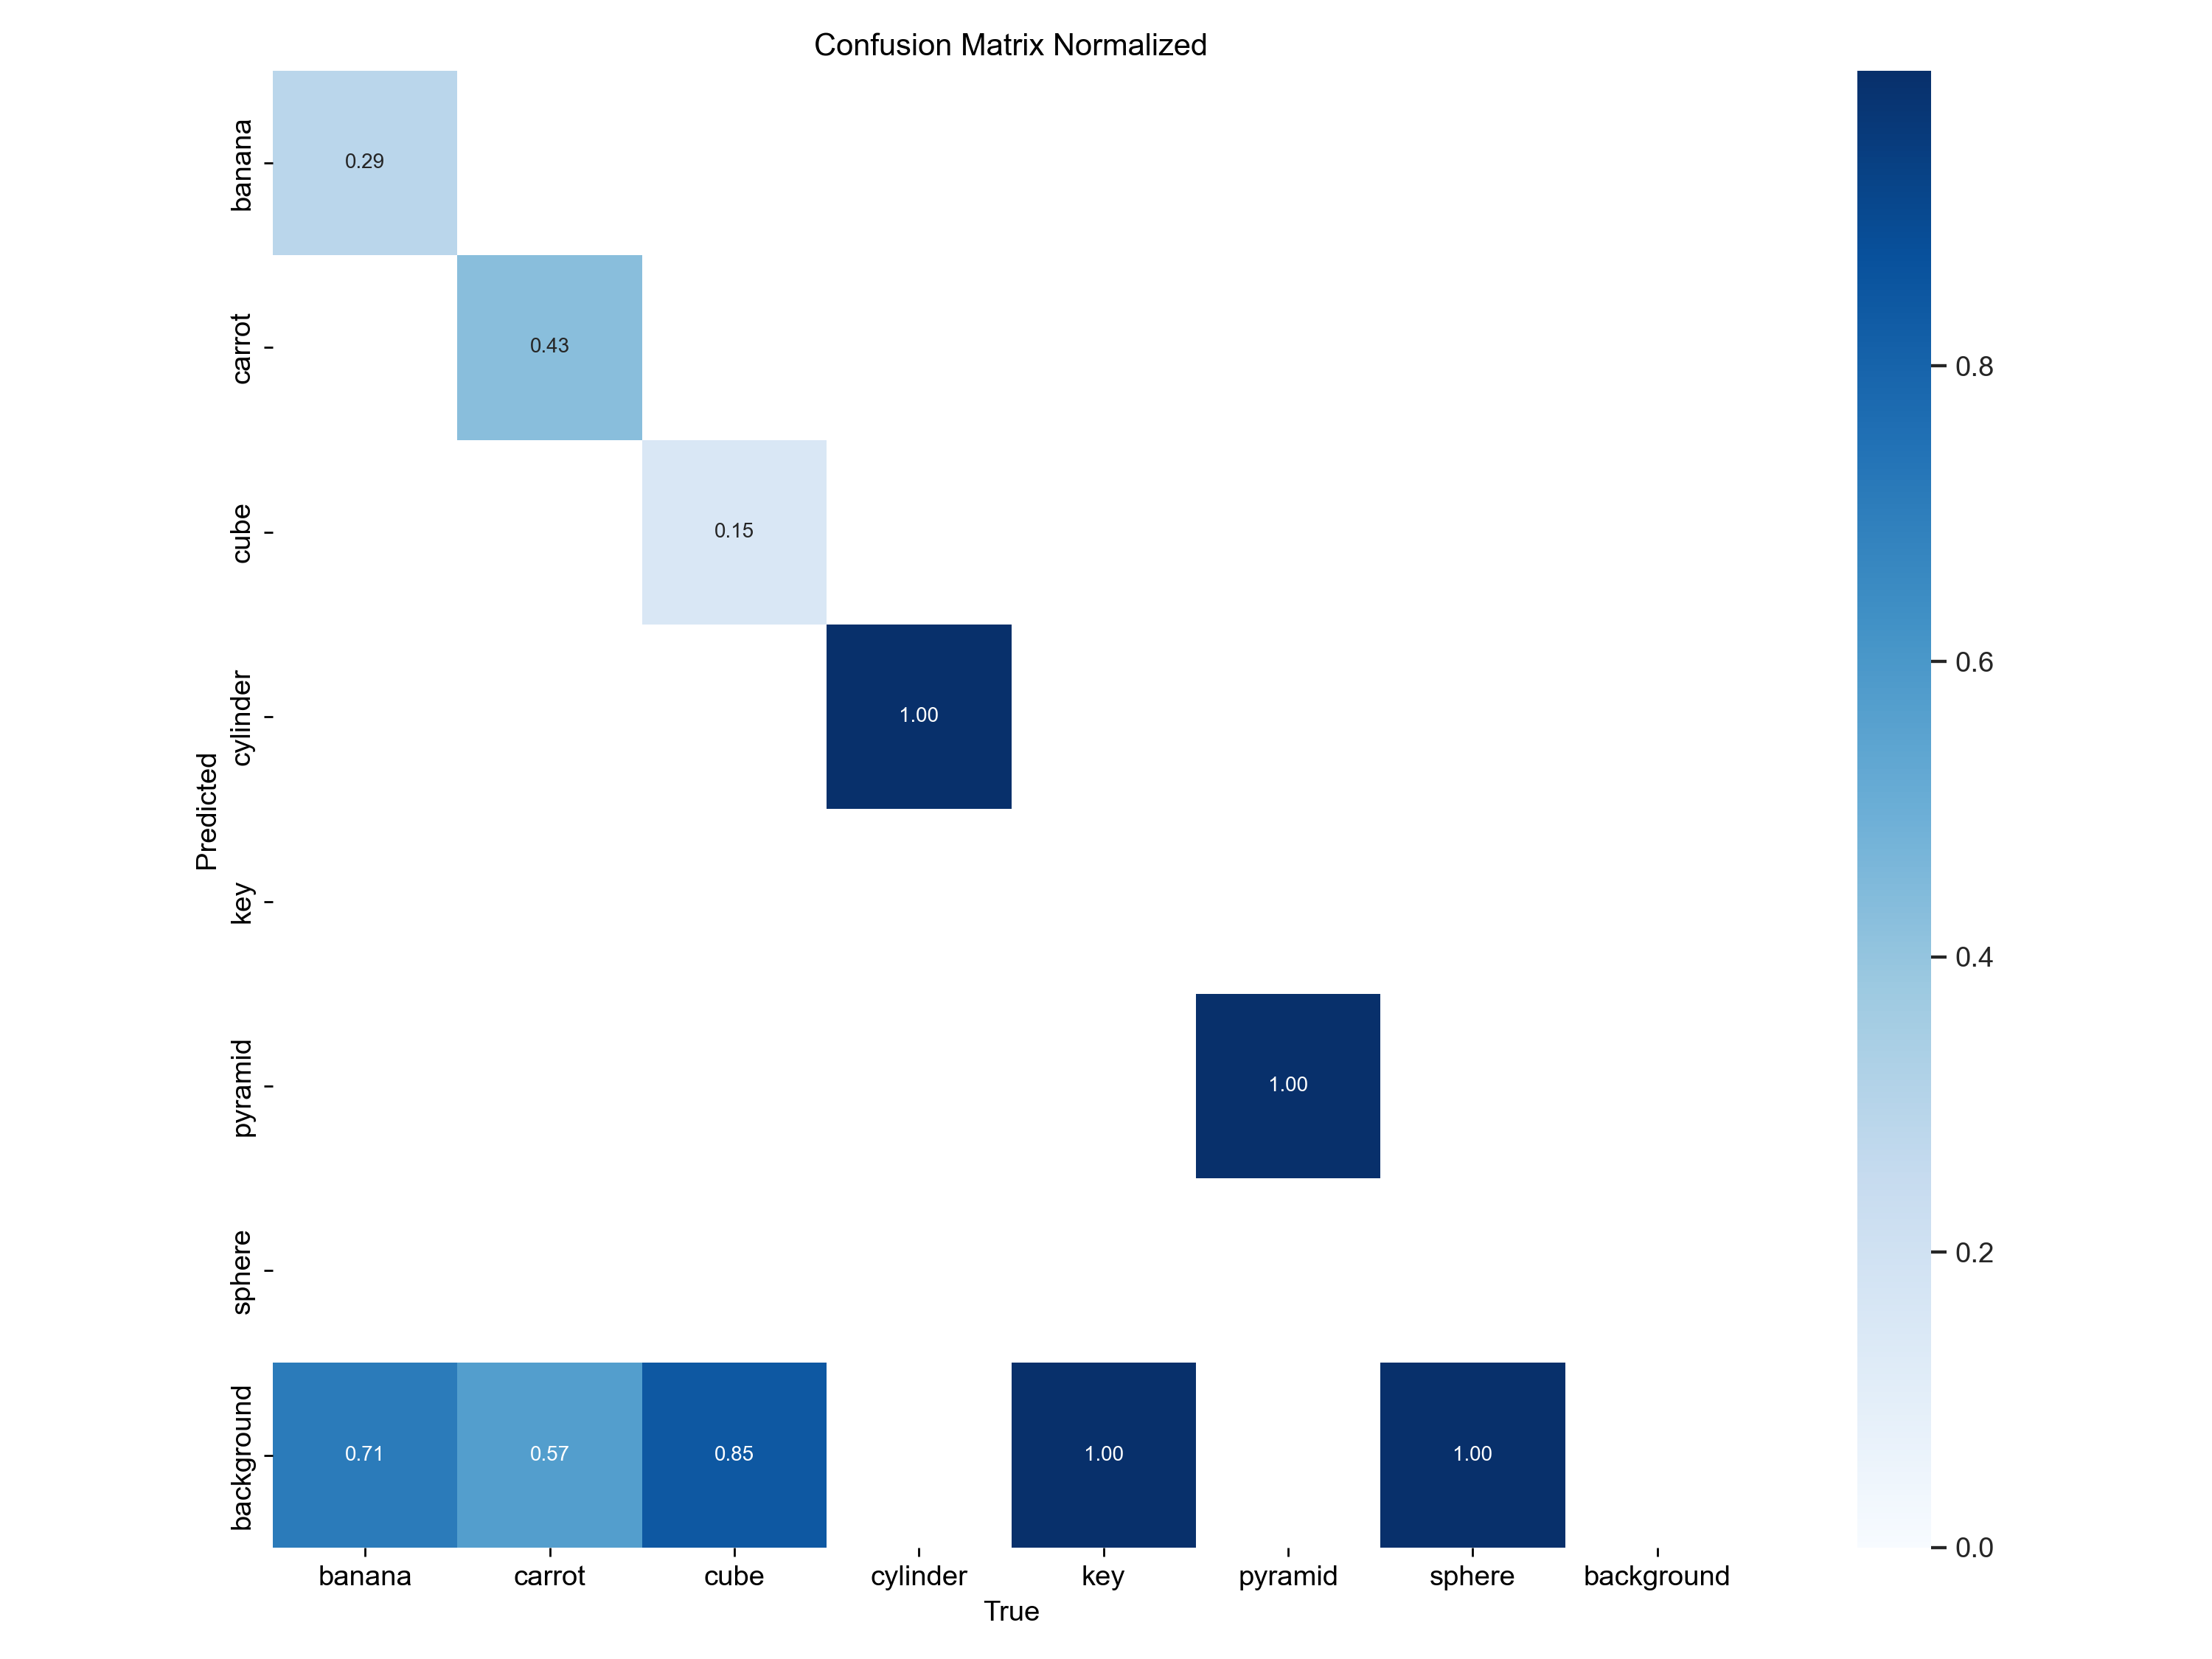 Confusion Matrix Normalized
Predicted
banana
0.29
carrot
0.43
cube
0.15
cylinder
1.00
key
pyramid
1.00
sphere
background
0.71 0.57 0.85 1.00 1.00
banana carrot cube cylinder key pyramid sphere background
True
0.8
0.6
0.4
0.2
0.0